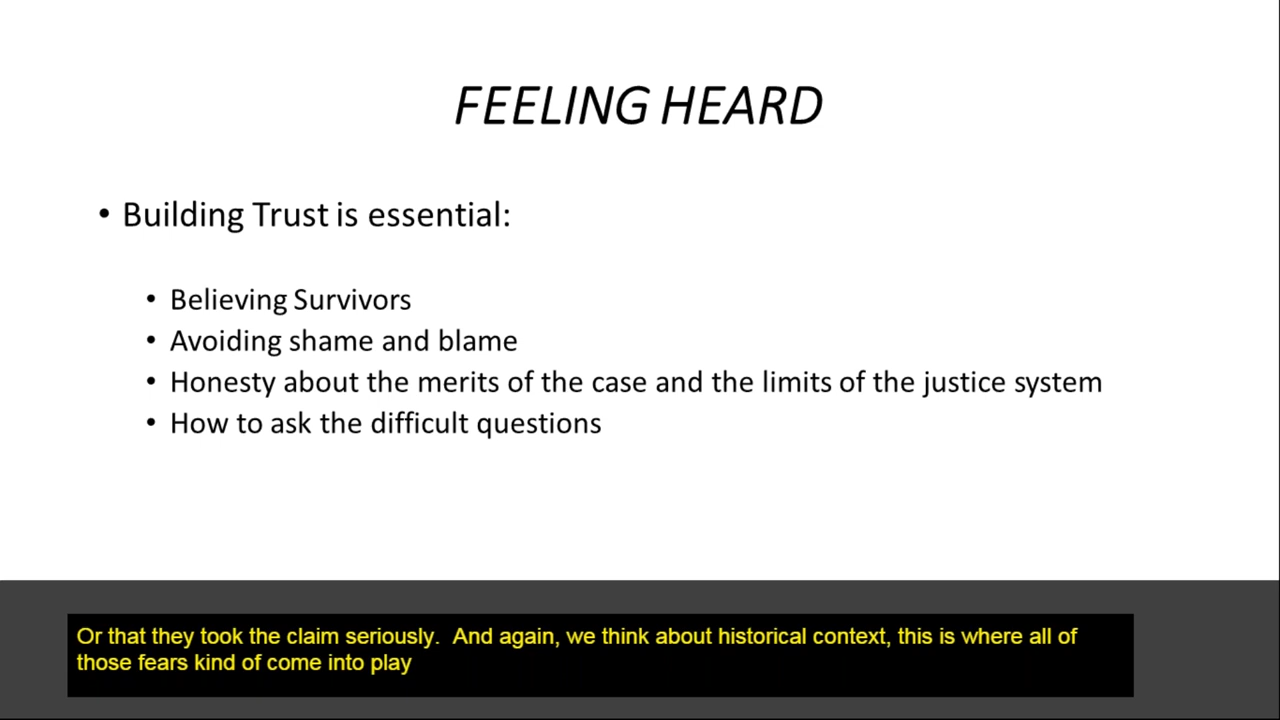 FEELING HEARD
• Building Trust is essential:
• Believing Survivors
• Avoiding shame and blame
• Honesty about the merits of the case and the limits of the justice system
• How to ask the difficult questions
Or that they took the claim seriously.  And again, we think about historical context, this is where all of
those fears kind of come into play